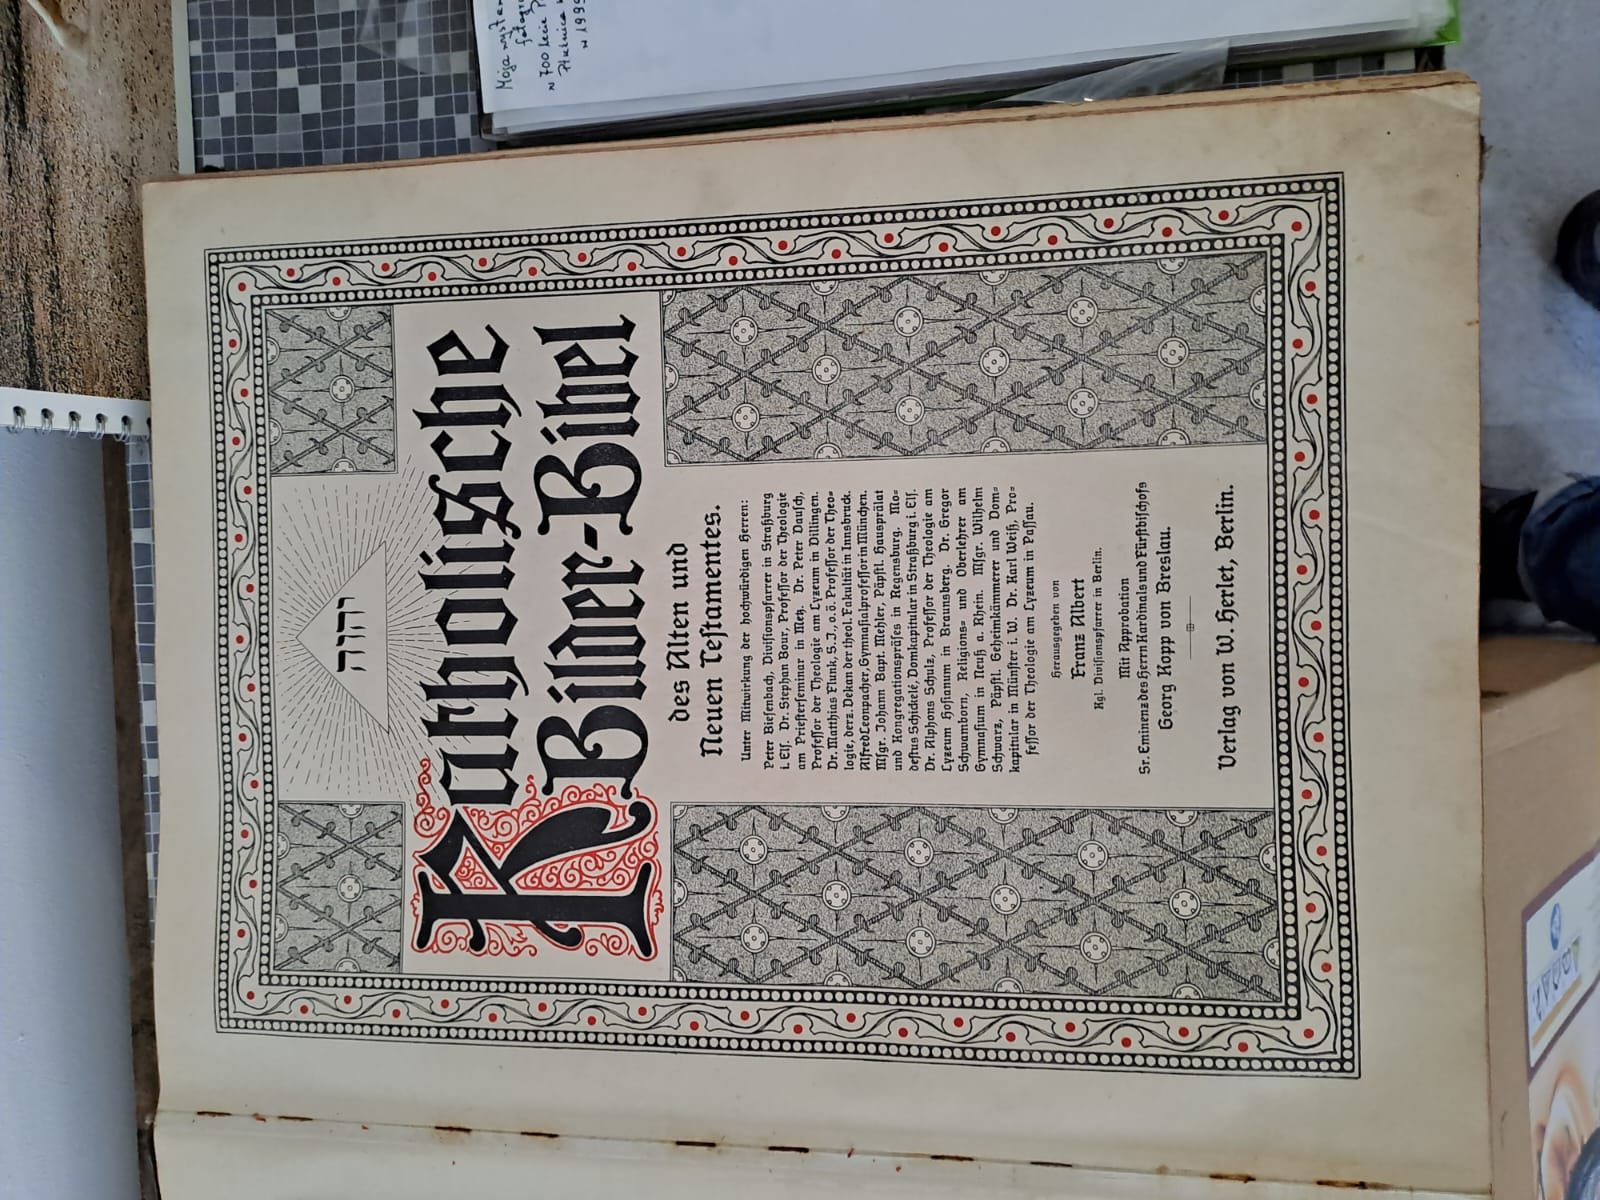 יהוה
Katholische
Bilder-Bibel
des Alten und
Neuen Testamentes.
Unter Mitwirkung der hochwürdigen Herren:
Peter Biesenbach, Divisionspfarrer in Straßburg
i. Els. Dr. Stephan Bour, Professor der Theologie
am Priesterseminar in Metz. Dr. Peter Dausch,
Professor der Theologie am Lyzeum in Dillingen.
Dr. Matthias Flunk, S. J., o. ö. Professor der Theo-
logie, derz. Dekan der theol. Fakultät in Innsbruck.
Alfred Leonpacher, Gymnasialprofessor in München.
Msgr. Johann Bapt. Mehler, Päpstl. Hausprälat
und Kongregationspräses in Regensburg. Mo-
destus Schickelé, Domkapitular in Straßburg i. Els.
Dr. Alphons Schulz, Professor der Theologie am
Lyzeum Hosianum in Braunsberg. Dr. Gregor
Schwamborn, Religions- und Oberlehrer am
Gymnasium in Neuß a. Rhein. Msgr. Wilhelm
Schwarz, Päpstl. Geheimkämmerer und Dom-
kapitular in Münster i. W. Dr. Karl Weiß, Pro-
fessor der Theologie am Lyzeum in Passau.
herausgegeben von
Franz Albert
Kgl. Divisionspfarrer in Berlin.
Mit Approbation
Sr. Eminenz des Herrn Kardinals und Fürstbischofs
Georg Kopp von Breslau.
Verlag von W. Herlet, Berlin.
Moja
w 700 lecie
w 1995